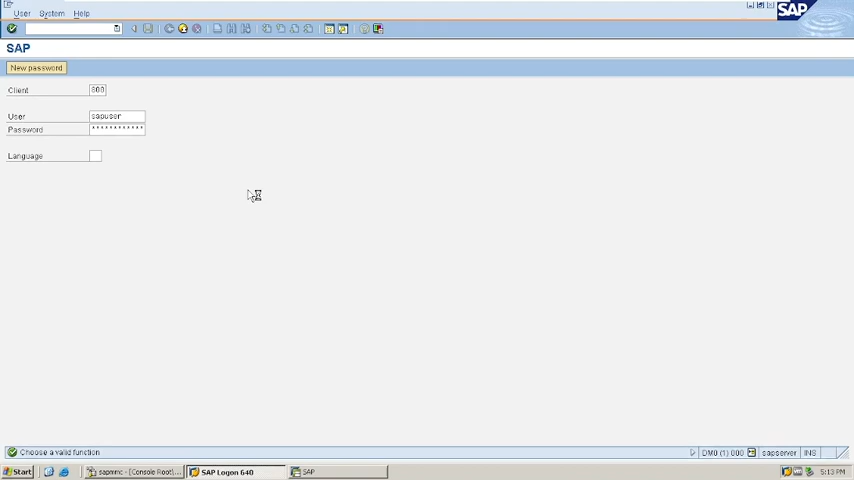 User System Help
SAP
SAP
New password
Client 800
User sapuser
Password ************
Language
Choose a valid function
DM0 (1) 000 sapserver INS
Start sapmmc - [Console Root\... SAP Logon 640 SAP 5:13 PM